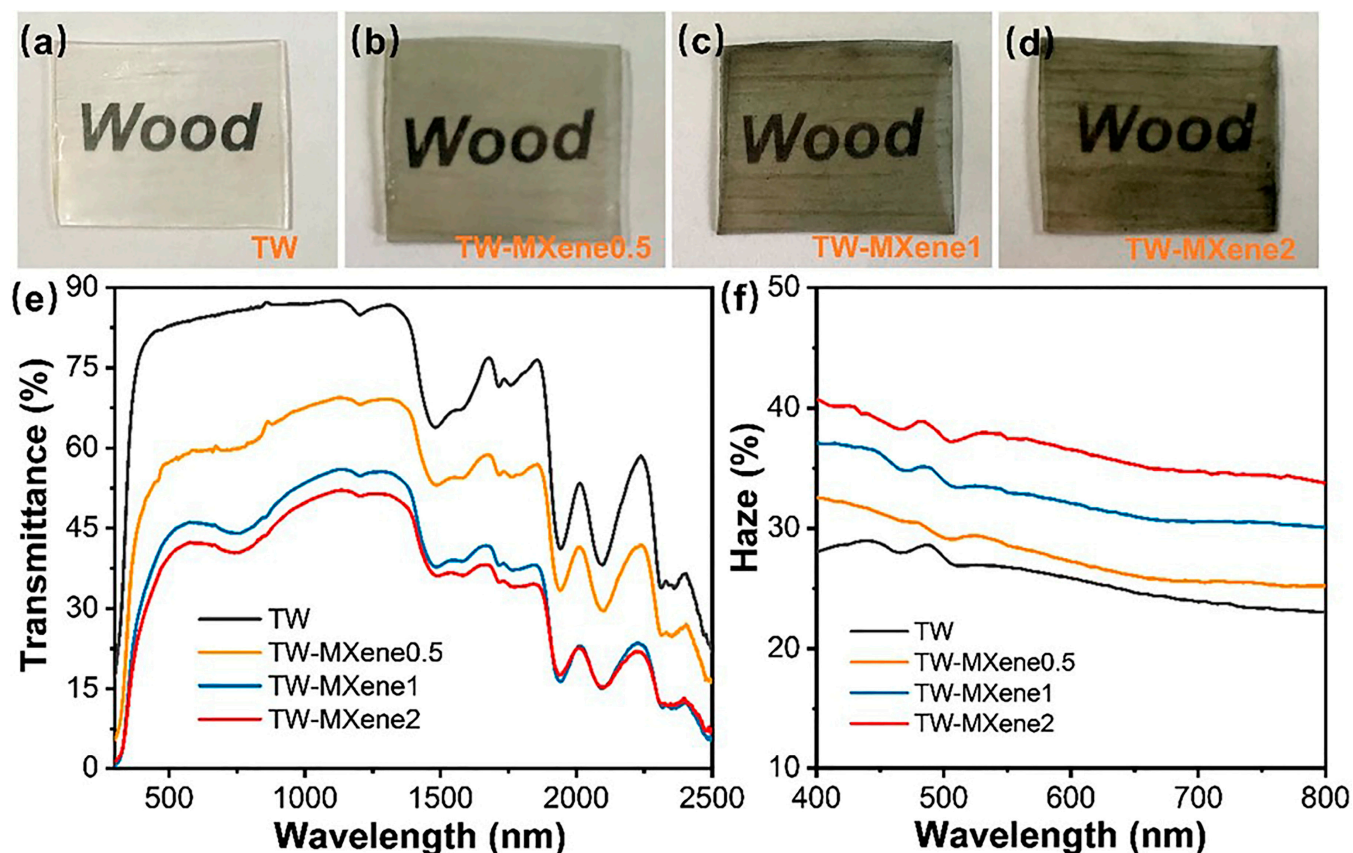 (a)
Wood
TW
(b)
Wood
TW-MXene0.5
(c)
Wood
TW-MXene1
(d)
Wood
TW-MXene2
(e)
90
75
60
45
30
15
0
Transmittance (%)
TW
TW-MXene0.5
TW-MXene1
TW-MXene2
500 1000 1500 2000 2500
Wavelength (nm)
(f)
50
40
30
20
10
Haze (%)
TW
TW-MXene0.5
TW-MXene1
TW-MXene2
400 500 600 700 800
Wavelength (nm)